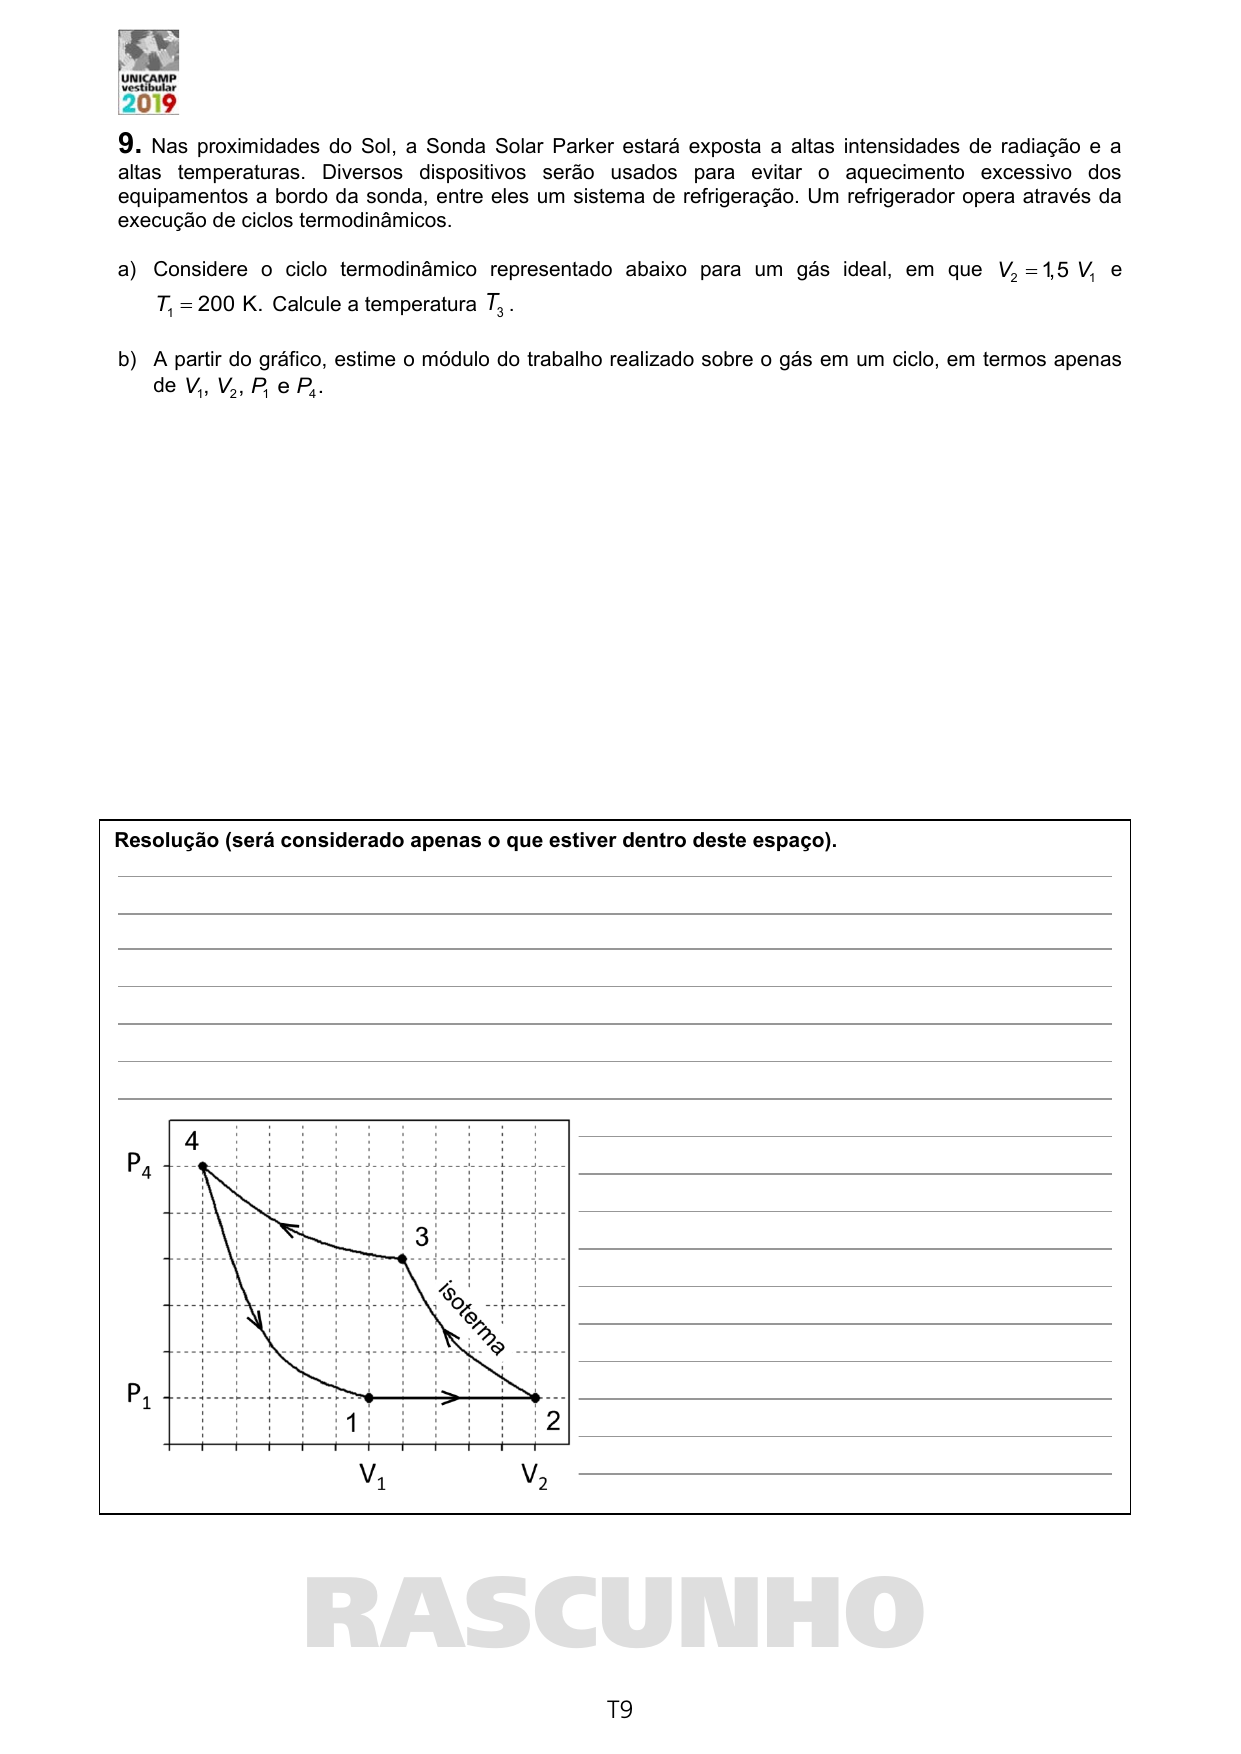 UNICAMP
vestibular
2019
9. Nas proximidades do Sol, a Sonda Solar Parker estará exposta a altas intensidades de radiação e a
altas temperaturas. Diversos dispositivos serão usados para evitar o aquecimento excessivo dos
equipamentos a bordo da sonda, entre eles um sistema de refrigeração. Um refrigerador opera através da
execução de ciclos termodinâmicos.
a) Considere o ciclo termodinâmico representado abaixo para um gás ideal, em que V₂ = 1,5 V₁ e
T₁ = 200 K. Calcule a temperatura T₃ .
b) A partir do gráfico, estime o módulo do trabalho realizado sobre o gás em um ciclo, em termos apenas
de V₁, V₂, P₁ e P₄.
Resolução (será considerado apenas o que estiver dentro deste espaço).
4
P₄
3
isoterma
P₁
1
2
V₁
V₂
RASCUNHO
T9